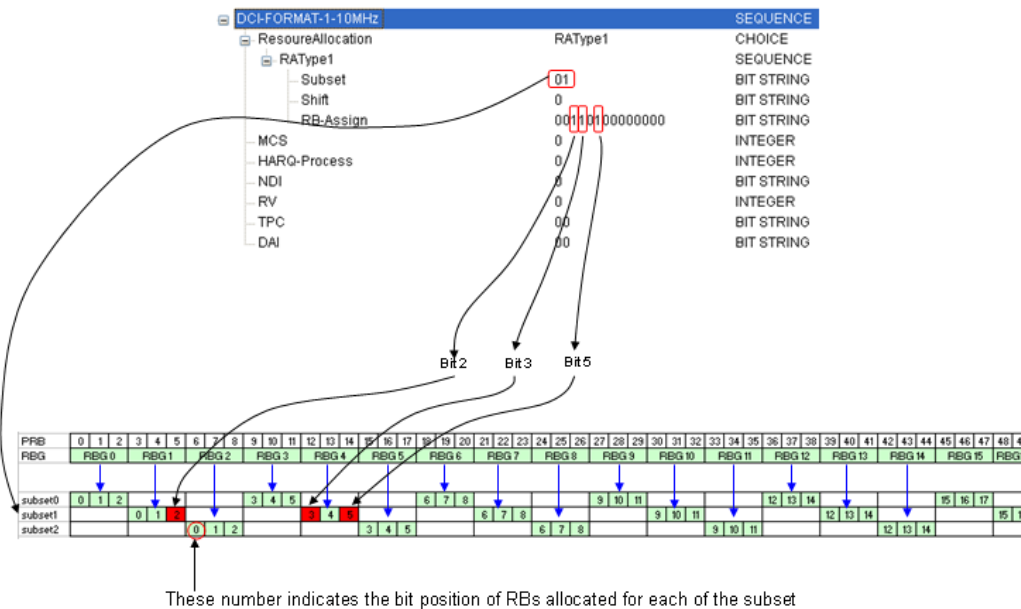 DCI-FORMAT-1-10MHz SEQUENCE
ResoureAllocation RAType1 CHOICE
RAType1 SEQUENCE
Subset 01 BIT STRING
Shift 0 BIT STRING
RB-Assign 00110100000000 BIT STRING
MCS 0 INTEGER
HARQ-Process 0 INTEGER
NDI 0 BIT STRING
RV 0 INTEGER
TPC 00 BIT STRING
DAI 00 BIT STRING
Bit2 Bit3 Bit5
PRB 0 1 2 3 4 5 6 7 8 9 10 11 12 13 14 15 16 17 18 19 20 21 22 23 24 25 26 27 28 29 30 31 32 33 34 35 36 37 38 39 40 41 42 43 44 45 46 47 48
RBG RBG 0 RBG 1 RBG 2 RBG 3 RBG 4 RBG 5 RBG 6 RBG 7 RBG 8 RBG 9 RBG 10 RBG 11 RBG 12 RBG 13 RBG 14 RBG 15 RBG
subset0 0 1 2 3 4 5 6 7 8 9 10 11 12 13 14 15 16 17
subset1 0 1 2 3 4 5 6 7 8 9 10 11 12 13 14 15
subset2 0 1 2 3 4 5 6 7 8 9 10 11 12 13 14
These number indicates the bit position of RBs allocated for each of the subset